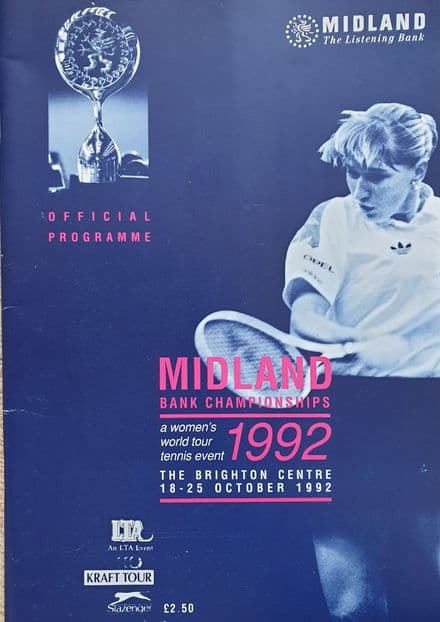 MIDLAND
The Listening Bank
OFFICIAL
PROGRAMME
OPEL
MIDLAND
BANK CHAMPIONSHIPS
a women's
world tour
tennis event
1992
THE BRIGHTON CENTRE
18-25 OCTOBER 1992
LTA
An LTA Event
KRAFT TOUR
Slazenger
£2.50